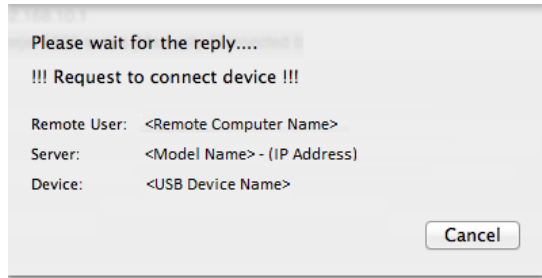 Please wait for the reply....
!!! Request to connect device !!!
Remote User: <Remote Computer Name>
Server: <Model Name> - (IP Address)
Device: <USB Device Name>
Cancel